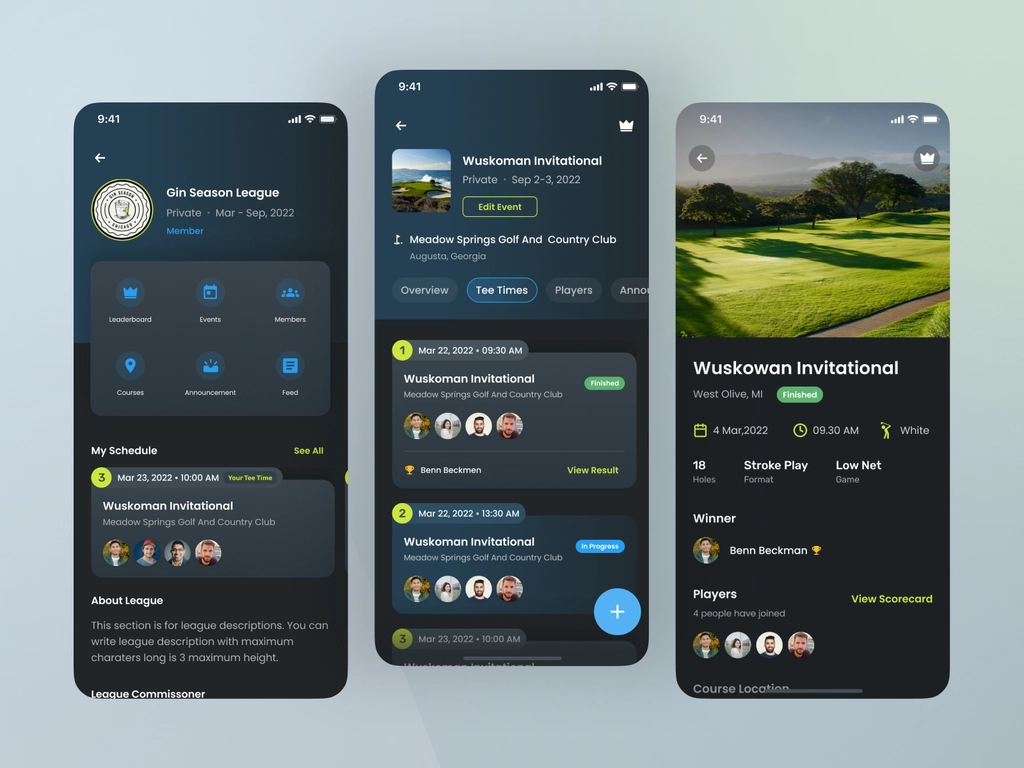 9:41
Gin Season League
Private · Mar - Sep, 2022
Member
GIN SEASON
CHICAGO
Leaderboard
Events
Members
Courses
Announcement
Feed
My Schedule
See All
3
Mar 23, 2022 • 10:00 AM
Your Tee Time
Wuskoman Invitational
Meadow Springs Golf And Country Club
About League
This section is for league descriptions. You can
write league description with maximum
charaters long is 3 maximum height.
League Commissoner
9:41
Wuskoman Invitational
Private · Sep 2-3, 2022
Edit Event
Meadow Springs Golf And Country Club
Augusta, Georgia
Overview
Tee Times
Players
Annou
1
Mar 22, 2022 • 09:30 AM
Wuskoman Invitational
Finished
Meadow Springs Golf And Country Club
Benn Beckmen
View Result
2
Mar 22, 2022 • 13:30 AM
Wuskoman Invitational
In Progress
Meadow Springs Golf And Country Club
3
Mar 23, 2022 • 10:00 AM
Wuskoman Invitational
9:41
Wuskowan Invitational
West Olive, MI
Finished
4 Mar,2022
09.30 AM
White
18
Holes
Stroke Play
Format
Low Net
Game
Winner
Benn Beckman
Players
View Scorecard
4 people have joined
Course Location